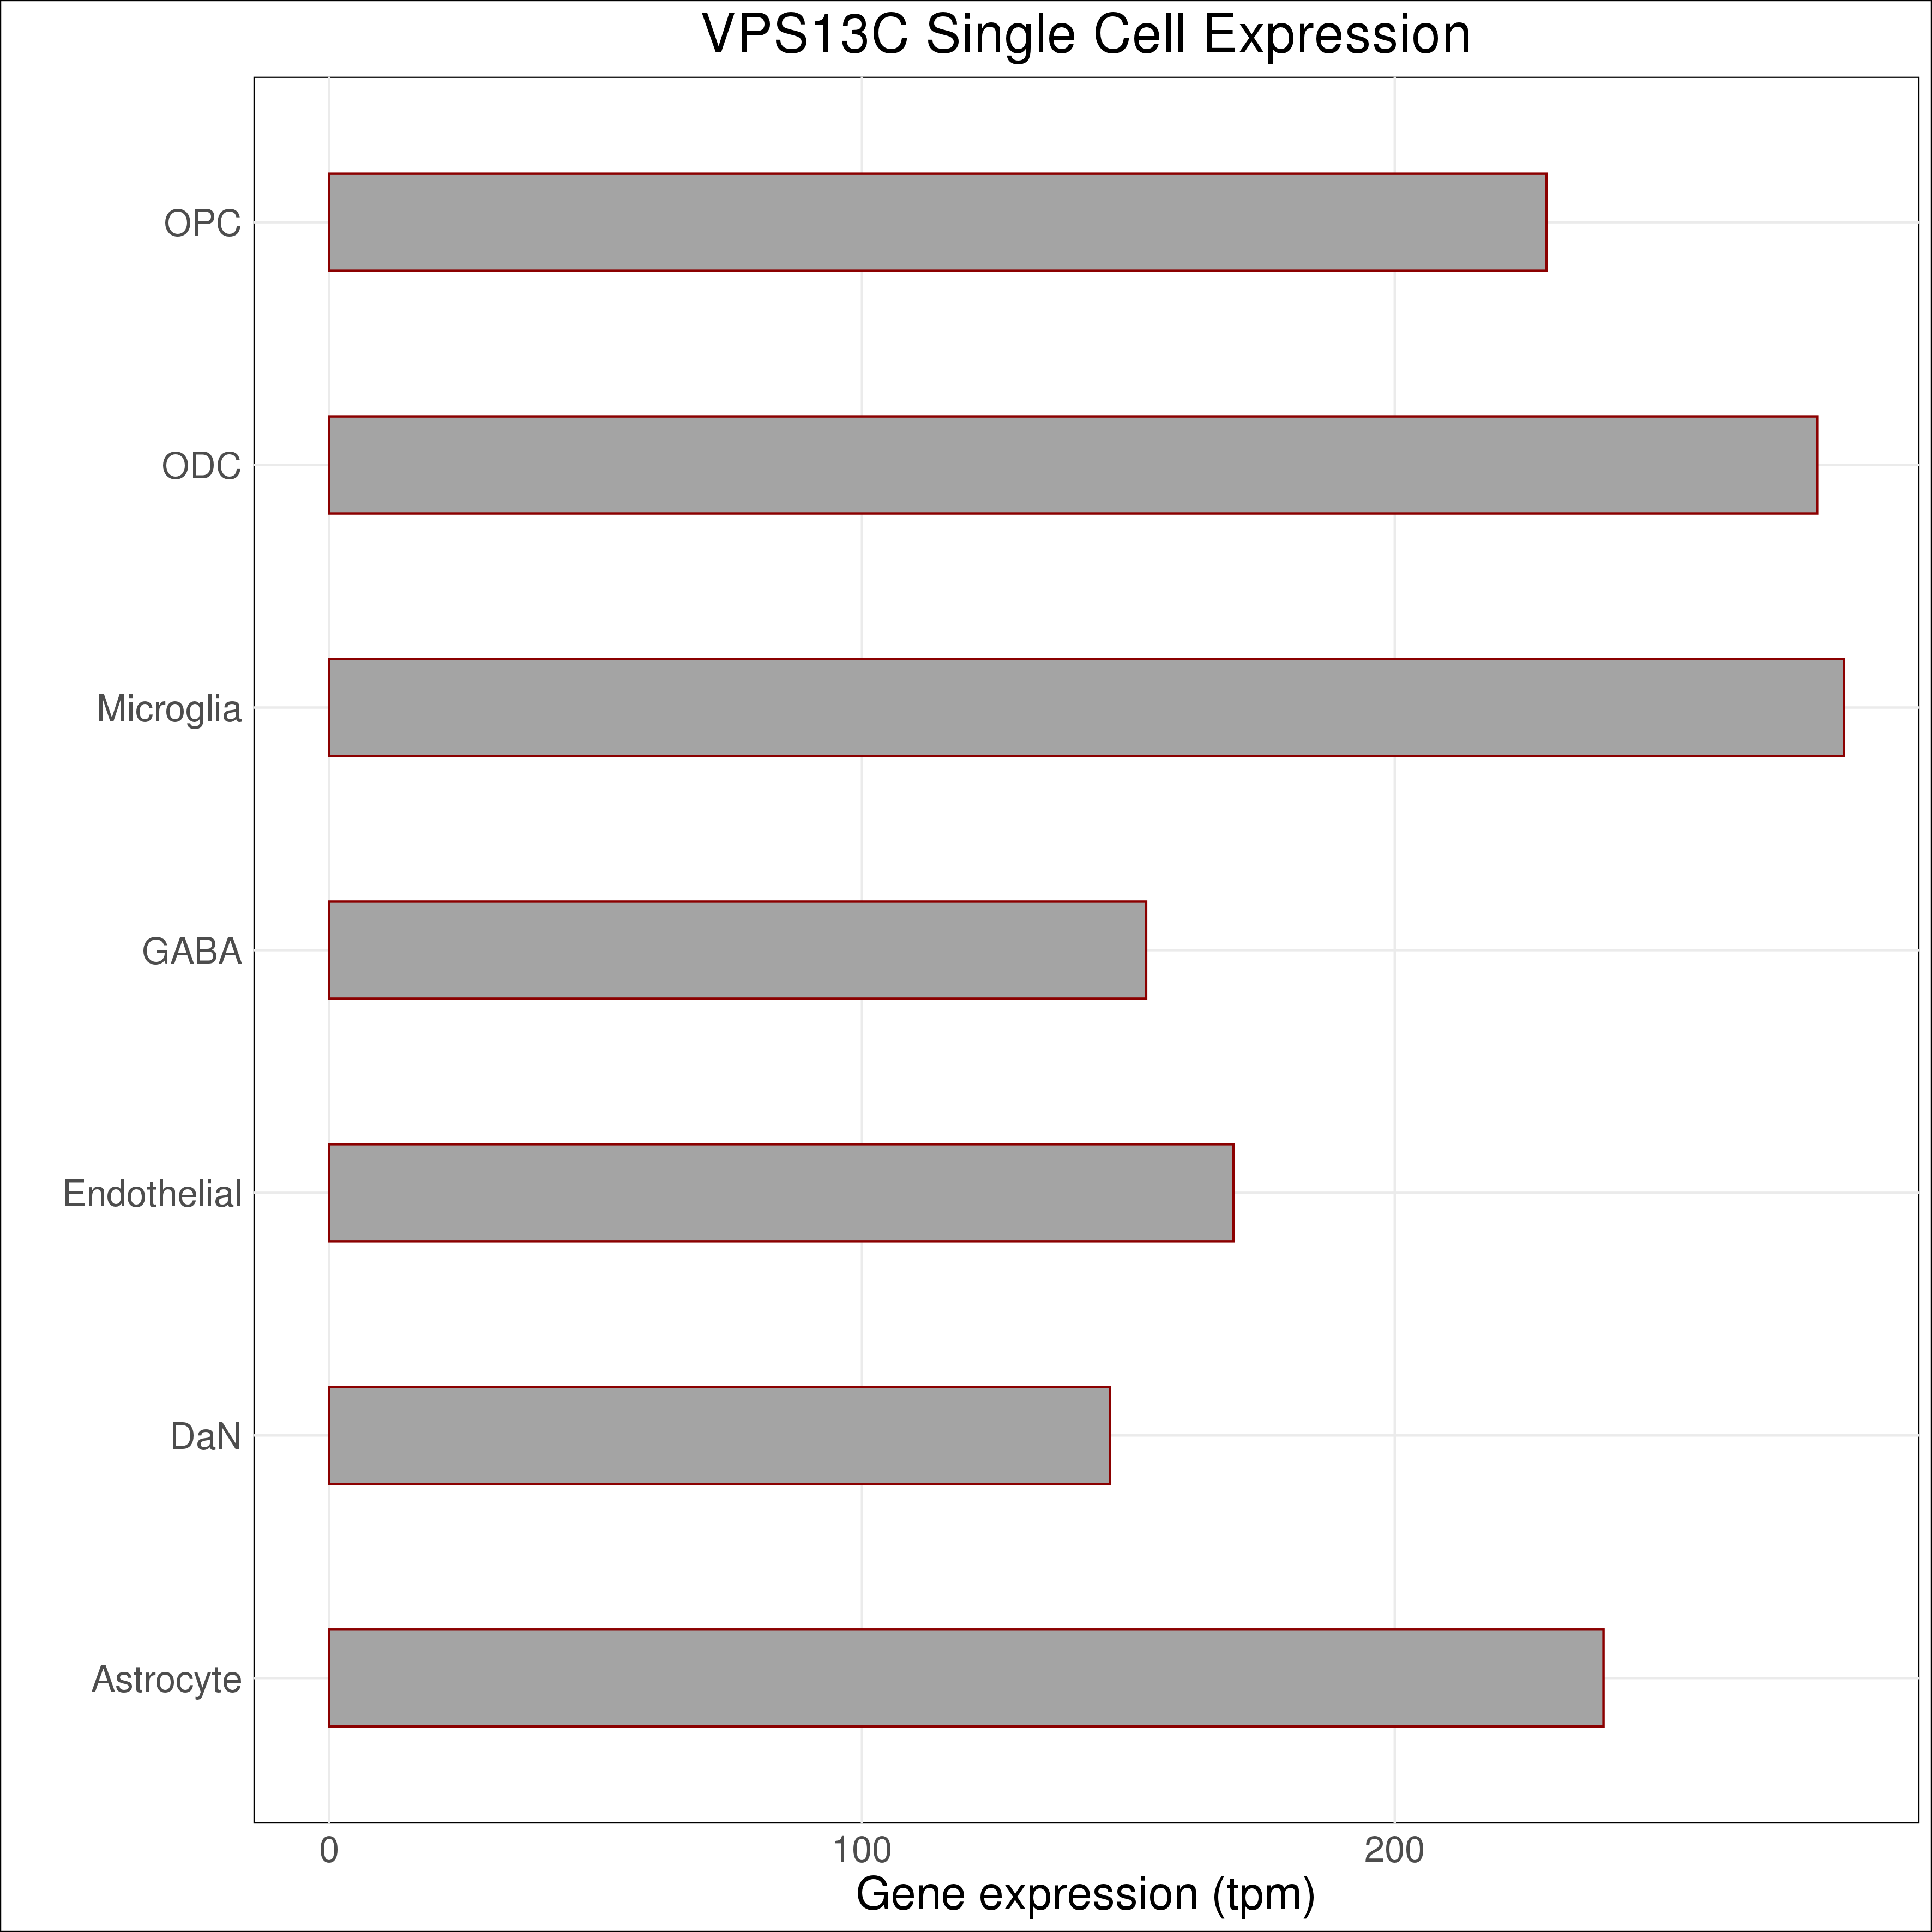 VPS13C Single Cell Expression
OPC
ODC
Microglia
GABA
Endothelial
DaN
Astrocyte
0 100 200
Gene expression (tpm)